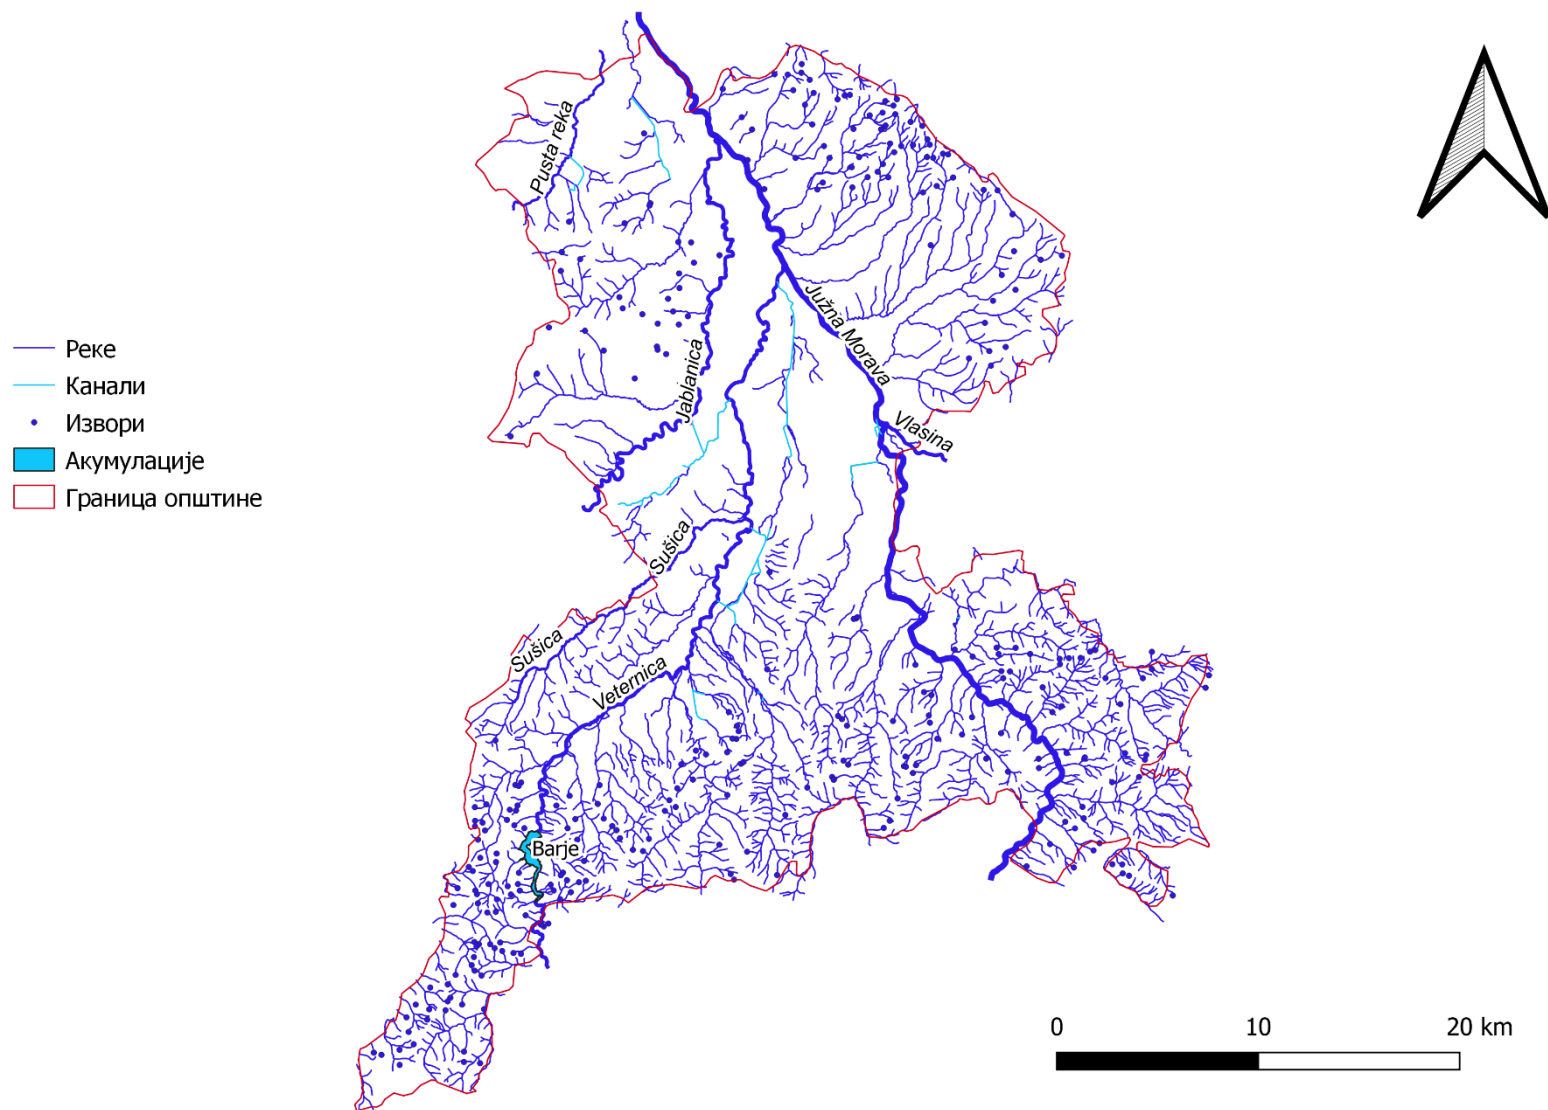 Pusta reka
Južna Morava
Реке
Канали
Извори
Акумулације
Граница општине
Jablanica
Vlasina
Sušica
Sušica
Veternica
Barje
0 10 20 km